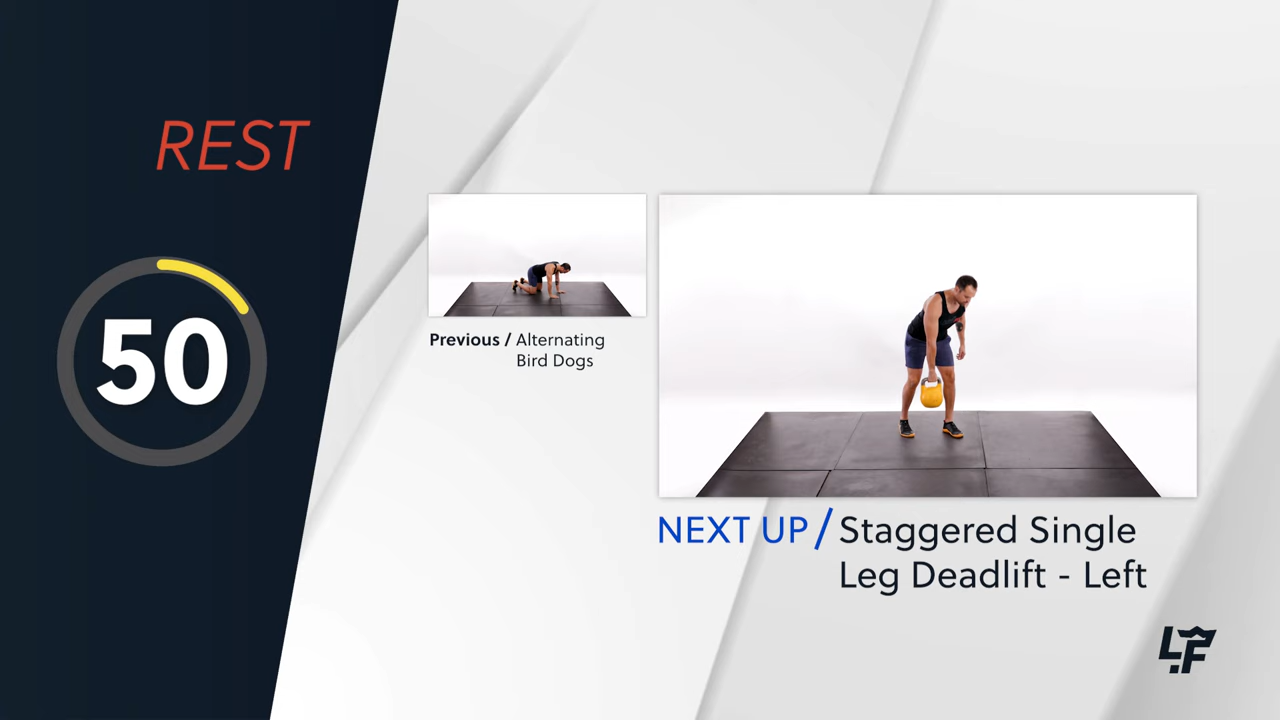 REST
50
Previous / Alternating
Bird Dogs
NEXT UP / Staggered Single
Leg Deadlift - Left
LF